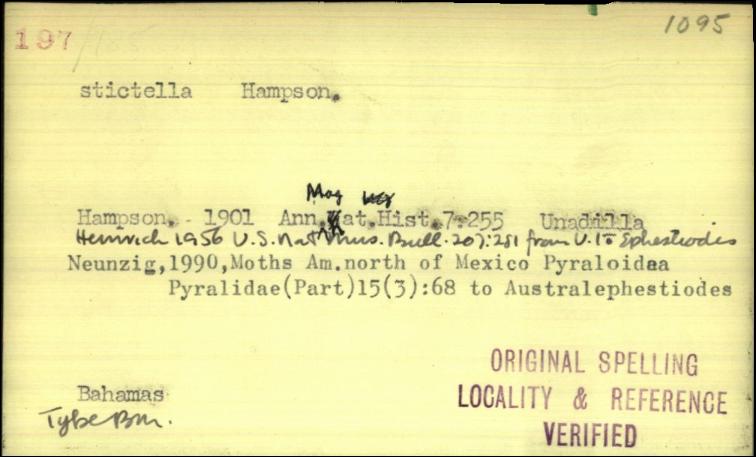 1095
197
stictella Hampson.
Mag
Hampson. 1901 Ann. Nat. Hist. 7:255 Unadilla
Heinrich 1956 U.S. Nat. Mus. Bull. 207:281 from U. to Ephestiodes
Neunzig,1990,Moths Am.north of Mexico Pyraloidea
Pyralidae(Part)15(3):68 to Australephestiodes
ORIGINAL SPELLING
LOCALITY & REFERENCE
VERIFIED
Bahamas
Type BM.